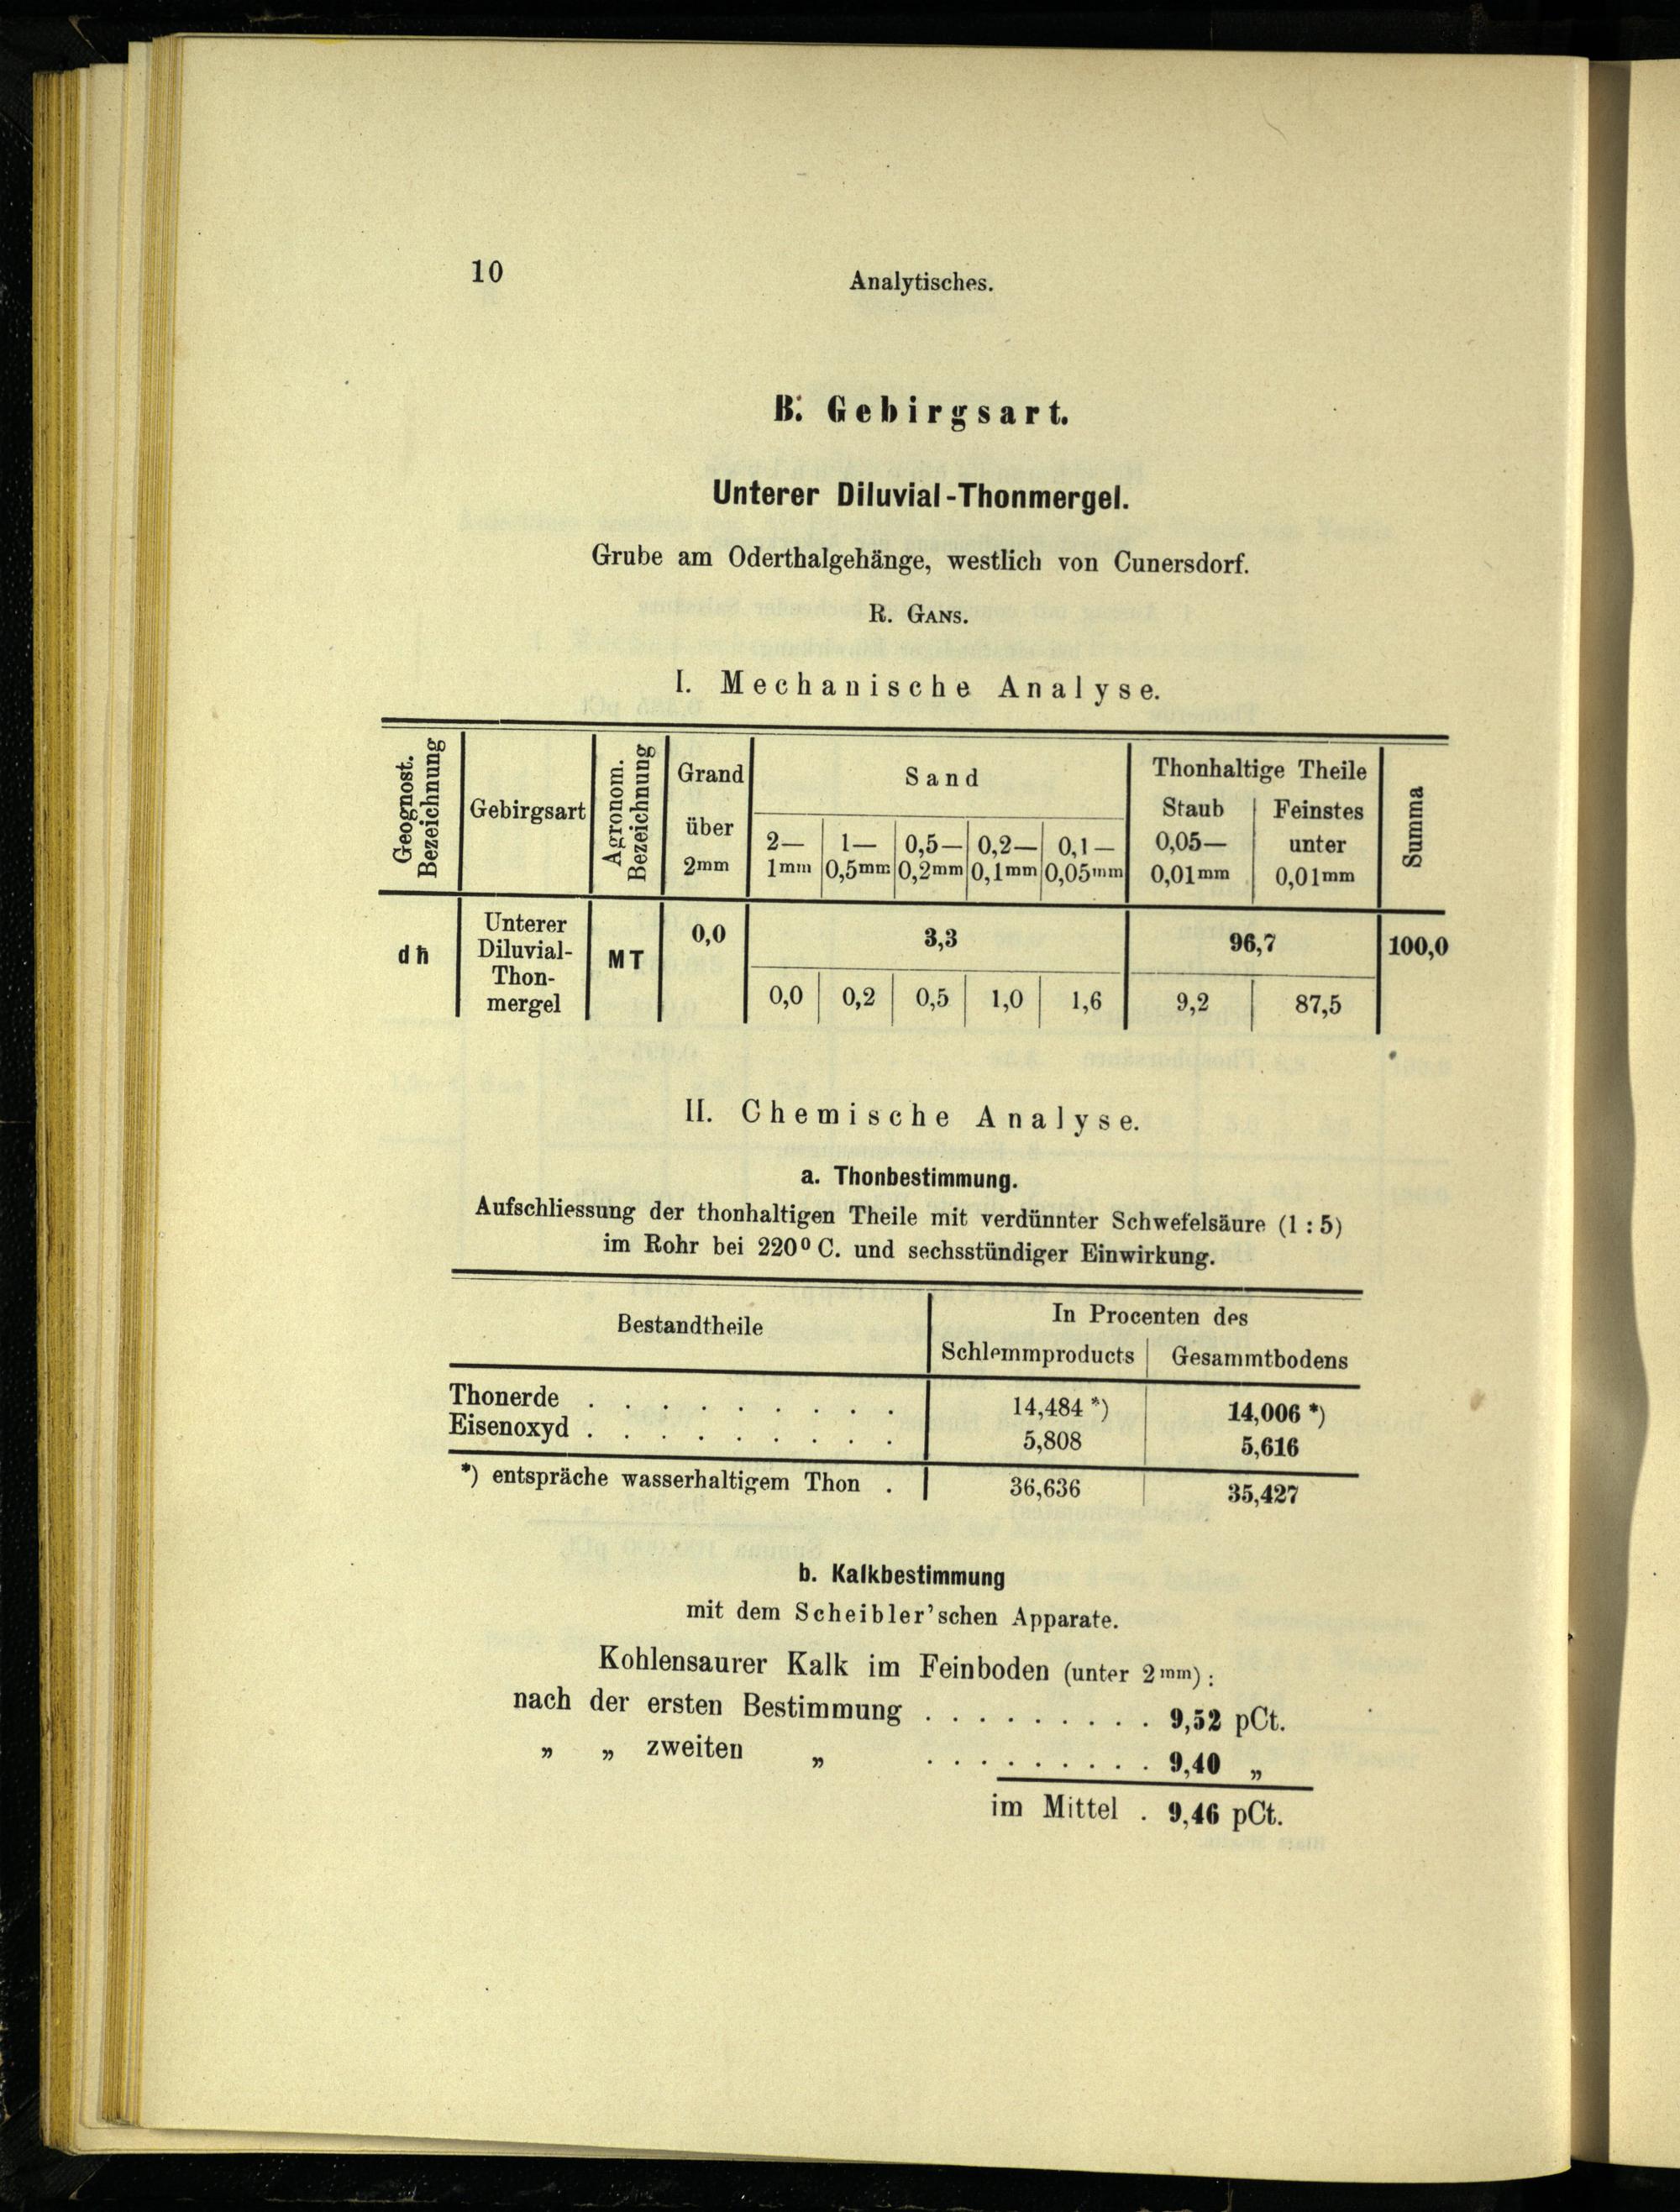 10 Analytisches.
B. Gebirgsart.
Unterer Diluvial-Thonmergel.
Grube am Oderthalgehänge, westlich von Cunersdorf.
R. GANS.
I. Mechanische Analyse.
Geognost. Bezeichnung | Gebirgsart | Agronom. Bezeichnung | Grand über 2mm | Sand | Thonhaltige Theile | Summa
2—1mm | 1—0,5mm | 0,5—0,2mm | 0,2—0,1mm | 0,1—0,05mm | Staub 0,05—0,01mm | Feinstes unter 0,01mm
dh | Unterer Diluvial-Thon-mergel | MT | 0,0 | 3,3 | 96,7 | 100,0
0,0 | 0,2 | 0,5 | 1,0 | 1,6 | 9,2 | 87,5
II. Chemische Analyse.
a. Thonbestimmung.
Aufschliessung der thonhaltigen Theile mit verdünnter Schwefelsäure (1 : 5)
im Rohr bei 220⁰ C. und sechsstündiger Einwirkung.
Bestandtheile | In Procenten des
Schlemmproducts | Gesammtbodens
Thonerde . . . . . . . . . 14,484 *) 14,006 *)
Eisenoxyd . . . . . . . . . 5,808 5,616
*) entspräche wasserhaltigem Thon . 36,636 35,427
b. Kalkbestimmung
mit dem Scheibler'schen Apparate.
Kohlensaurer Kalk im Feinboden (unter 2mm):
nach der ersten Bestimmung . . . . . . . . . 9,52 pCt.
„ „ zweiten „ . . . . . . . . . 9,40 „
im Mittel . 9,46 pCt.